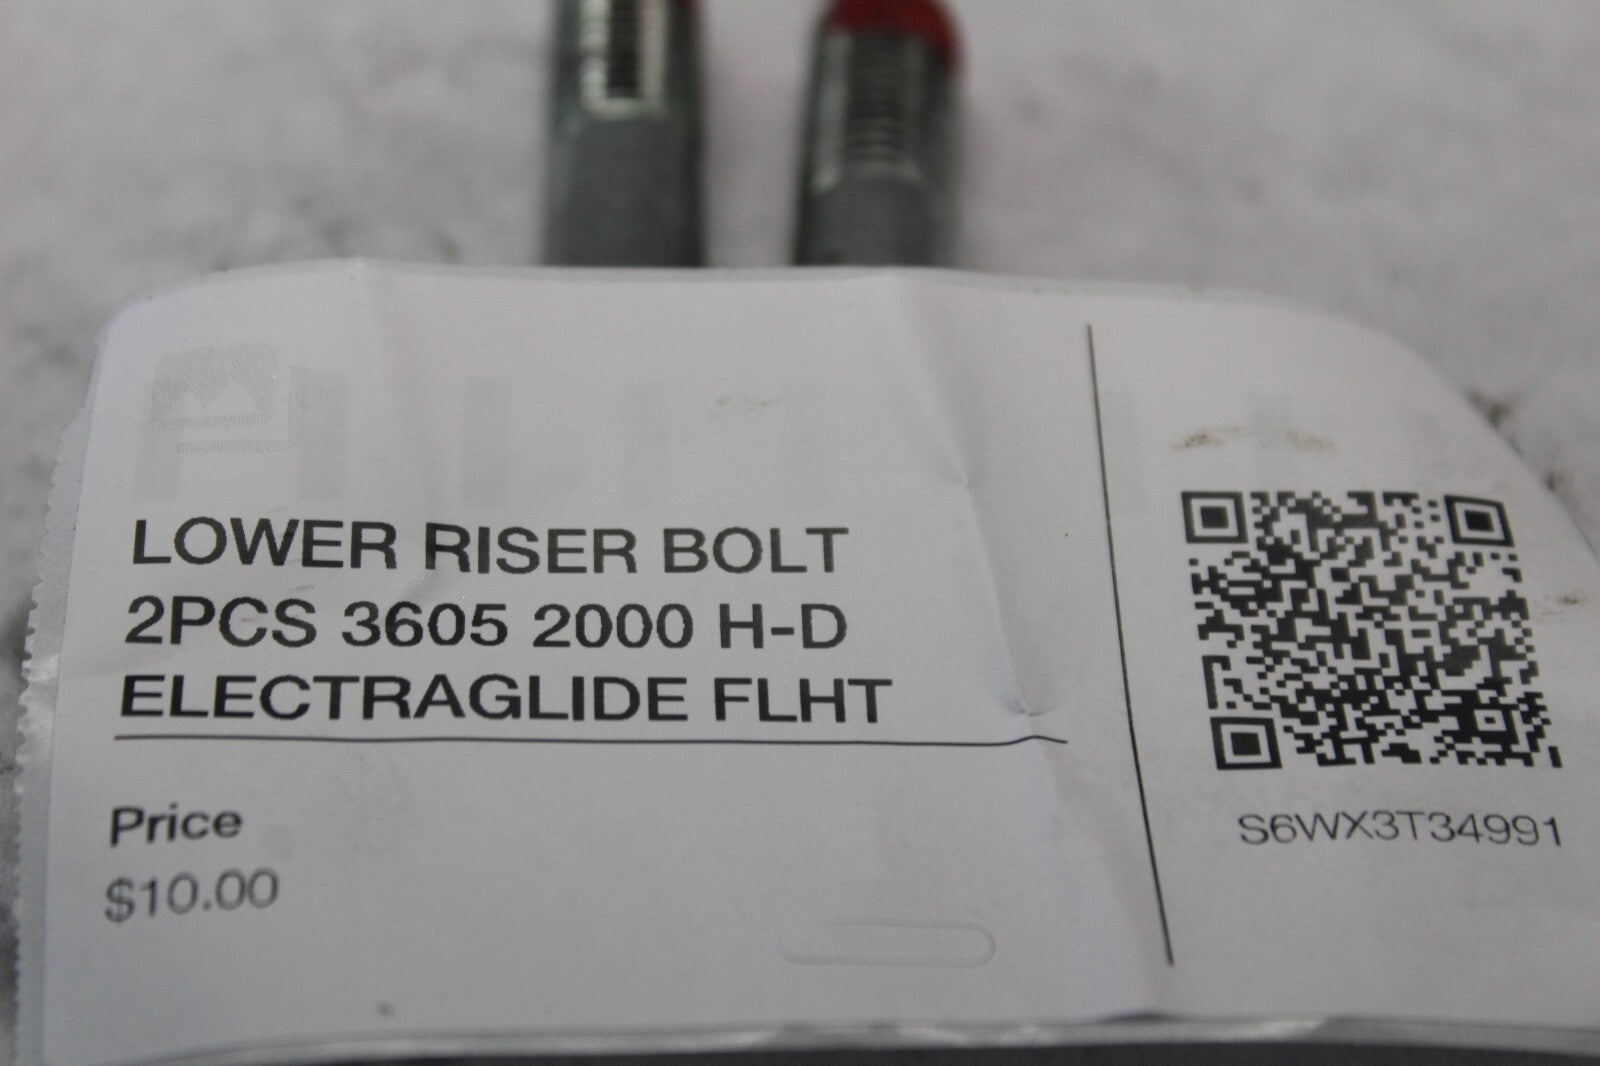 LOWER RISER BOLT
2PCS 3605 2000 H-D
ELECTRAGLIDE FLHT
Price
$10.00
S6WX3T34991